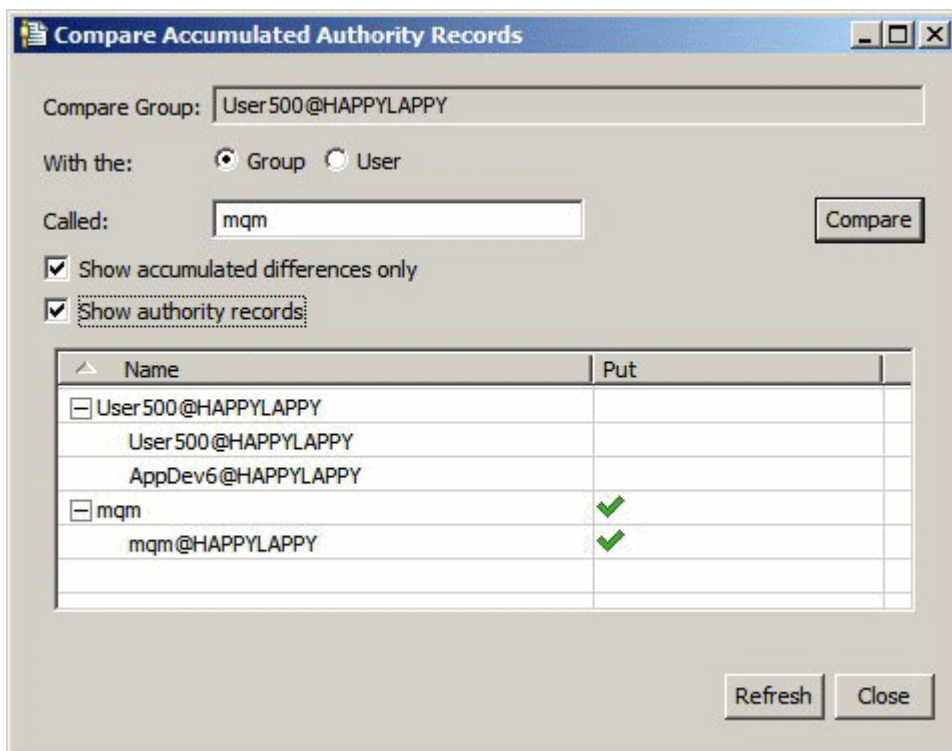 Compare Accumulated Authority Records
Compare Group: User500@HAPPYLAPPY
With the: Group User
Called: mqm Compare
Show accumulated differences only
Show authority records
Name Put
User500@HAPPYLAPPY
User500@HAPPYLAPPY
AppDev6@HAPPYLAPPY
mqm
mqm@HAPPYLAPPY
Refresh Close